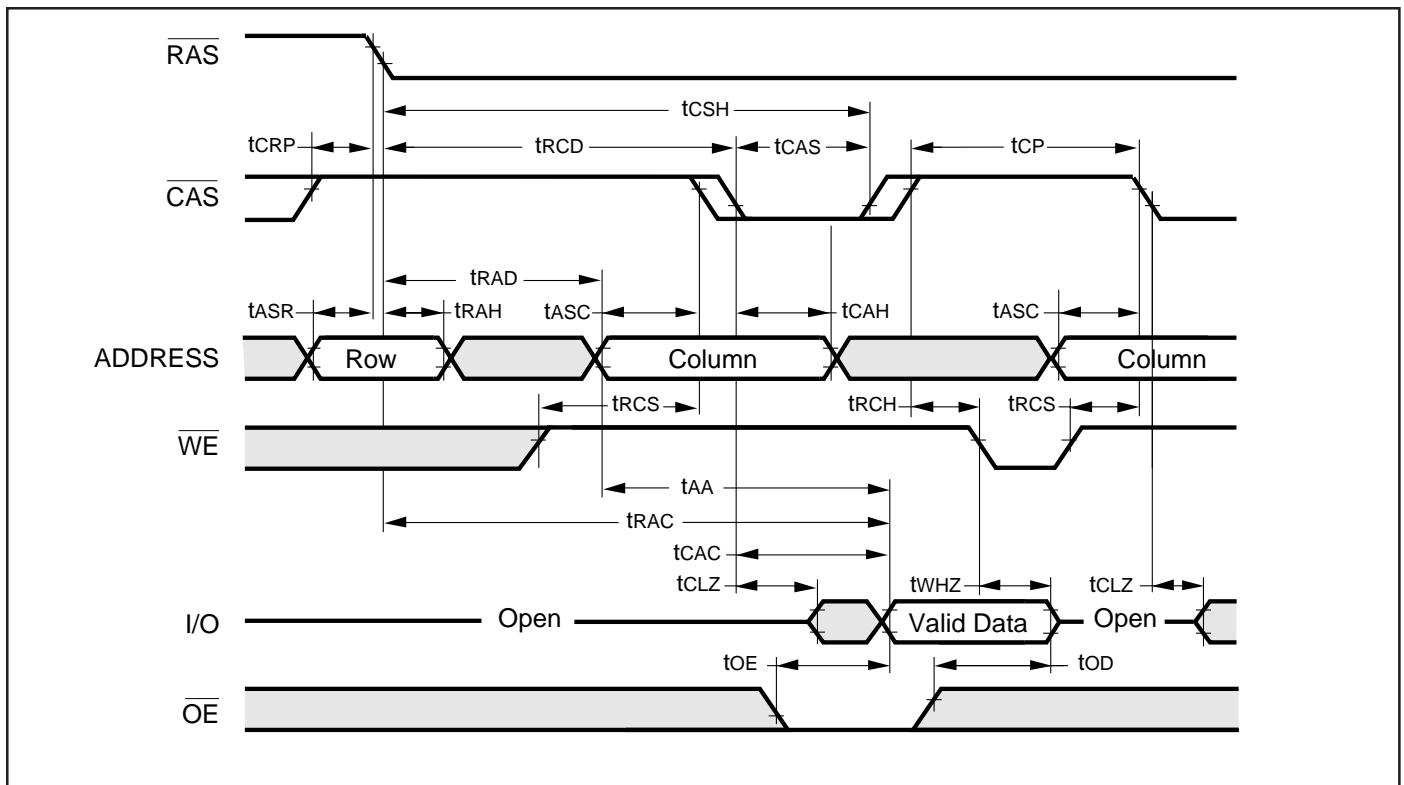 RAS
tCSH
tCRP
tRCD
tCAS
tCP
CAS
tRAD
tASR
tRAH
tASC
tCAH
tASC
ADDRESS
Row
Column
Column
tRCS
tRCH
tRCS
WE
tAA
tRAC
tCAC
tCLZ
tWHZ
tCLZ
I/O
Open
Valid Data
Open
tOE
tOD
OE